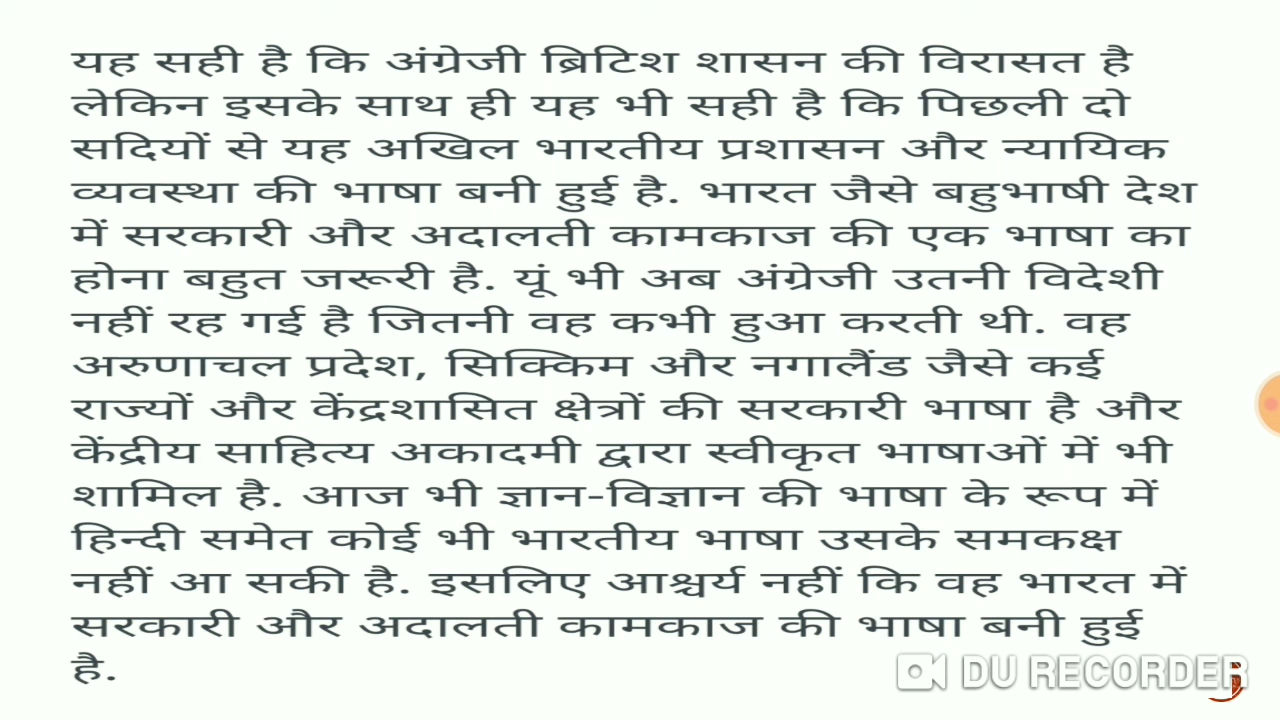 यह सही है कि अंग्रेजी ब्रिटिश शासन की विरासत है
लेकिन इसके साथ ही यह भी सही है कि पिछली दो
सदियों से यह अखिल भारतीय प्रशासन और न्यायिक
व्यवस्था की भाषा बनी हुई है. भारत जैसे बहुभाषी देश
में सरकारी और अदालती कामकाज की एक भाषा का
होना बहुत जरूरी है. यूं भी अब अंग्रेजी उतनी विदेशी
नहीं रह गई है जितनी वह कभी हुआ करती थी. वह
अरुणाचल प्रदेश, सिक्किम और नगालैंड जैसे कई
राज्यों और केंद्रशासित क्षेत्रों की सरकारी भाषा है और
केंद्रीय साहित्य अकादमी द्वारा स्वीकृत भाषाओं में भी
शामिल है. आज भी ज्ञान-विज्ञान की भाषा के रूप में
हिन्दी समेत कोई भी भारतीय भाषा उसके समकक्ष
नहीं आ सकी है. इसलिए आश्चर्य नहीं कि वह भारत में
सरकारी और अदालती कामकाज की भाषा बनी हुई
है.
DU RECORDER